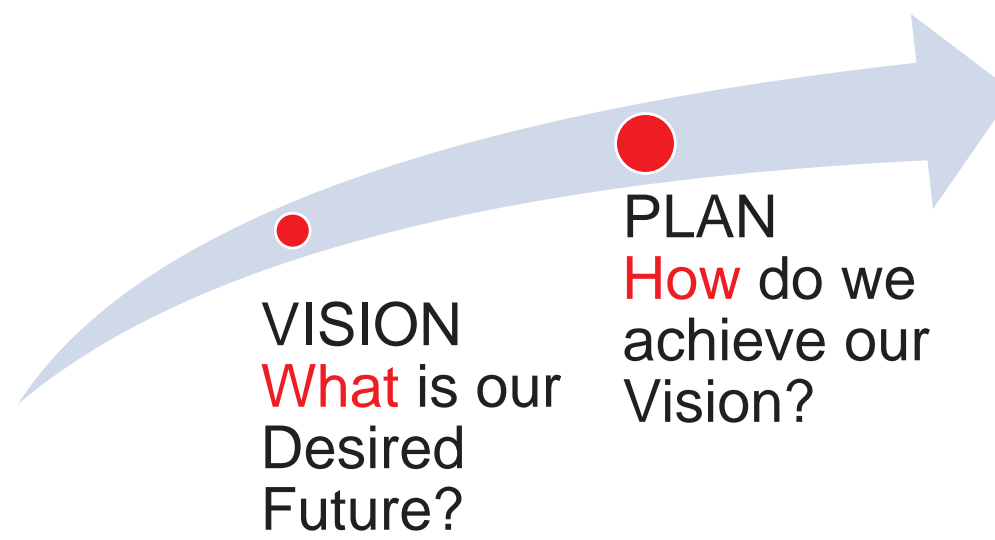 VISION
What is our
Desired
Future?
PLAN
How do we
achieve our
Vision?